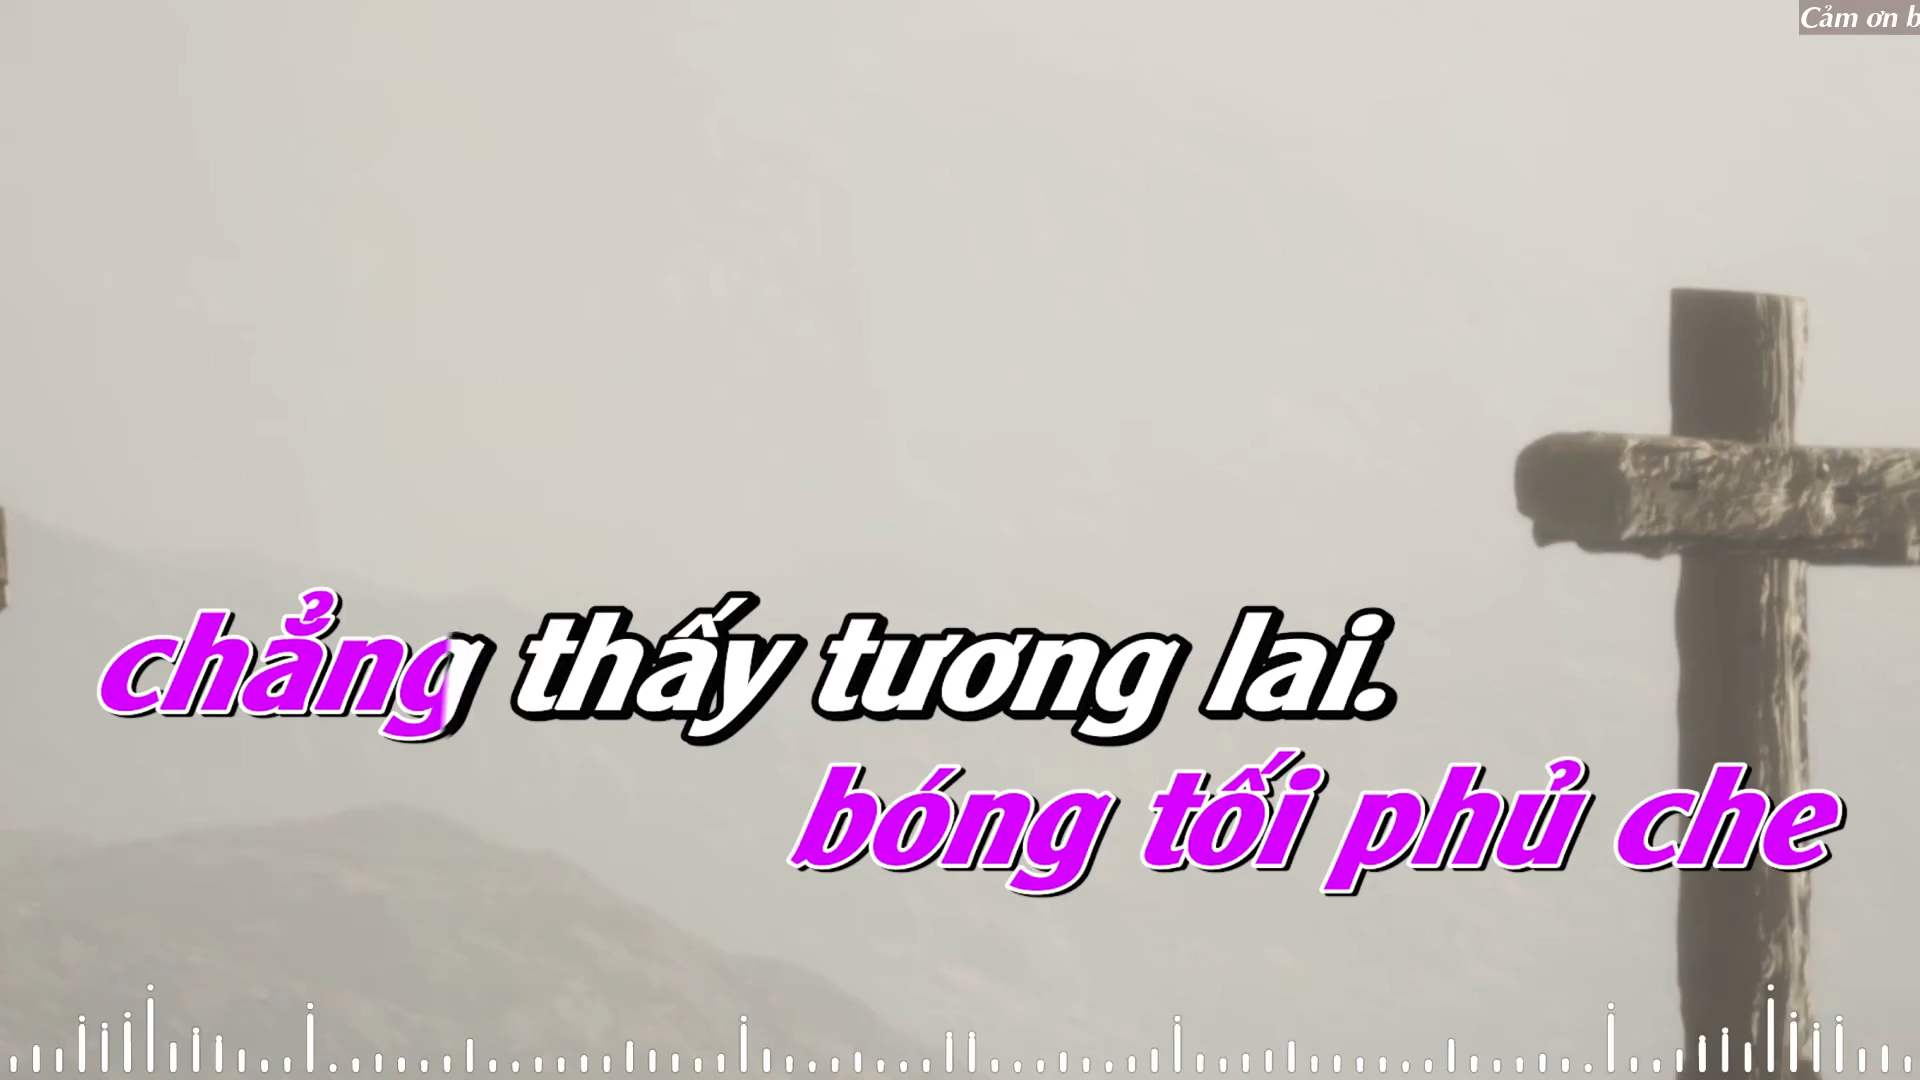 Cảm ơn
chẳng thấy tương lai.
bóng tối phủ che